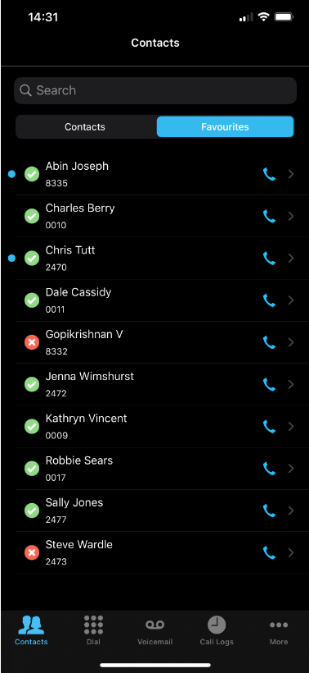 14:31
Contacts
Search
Contacts Favourites
Abin Joseph
8335
Charles Berry
0010
Chris Tutt
2470
Dale Cassidy
0011
Gopikrishnan V
8332
Jenna Wimshurst
2472
Kathryn Vincent
0009
Robbie Sears
0017
Sally Jones
2477
Steve Wardle
2473
Contacts Dial Voicemail Call Logs More